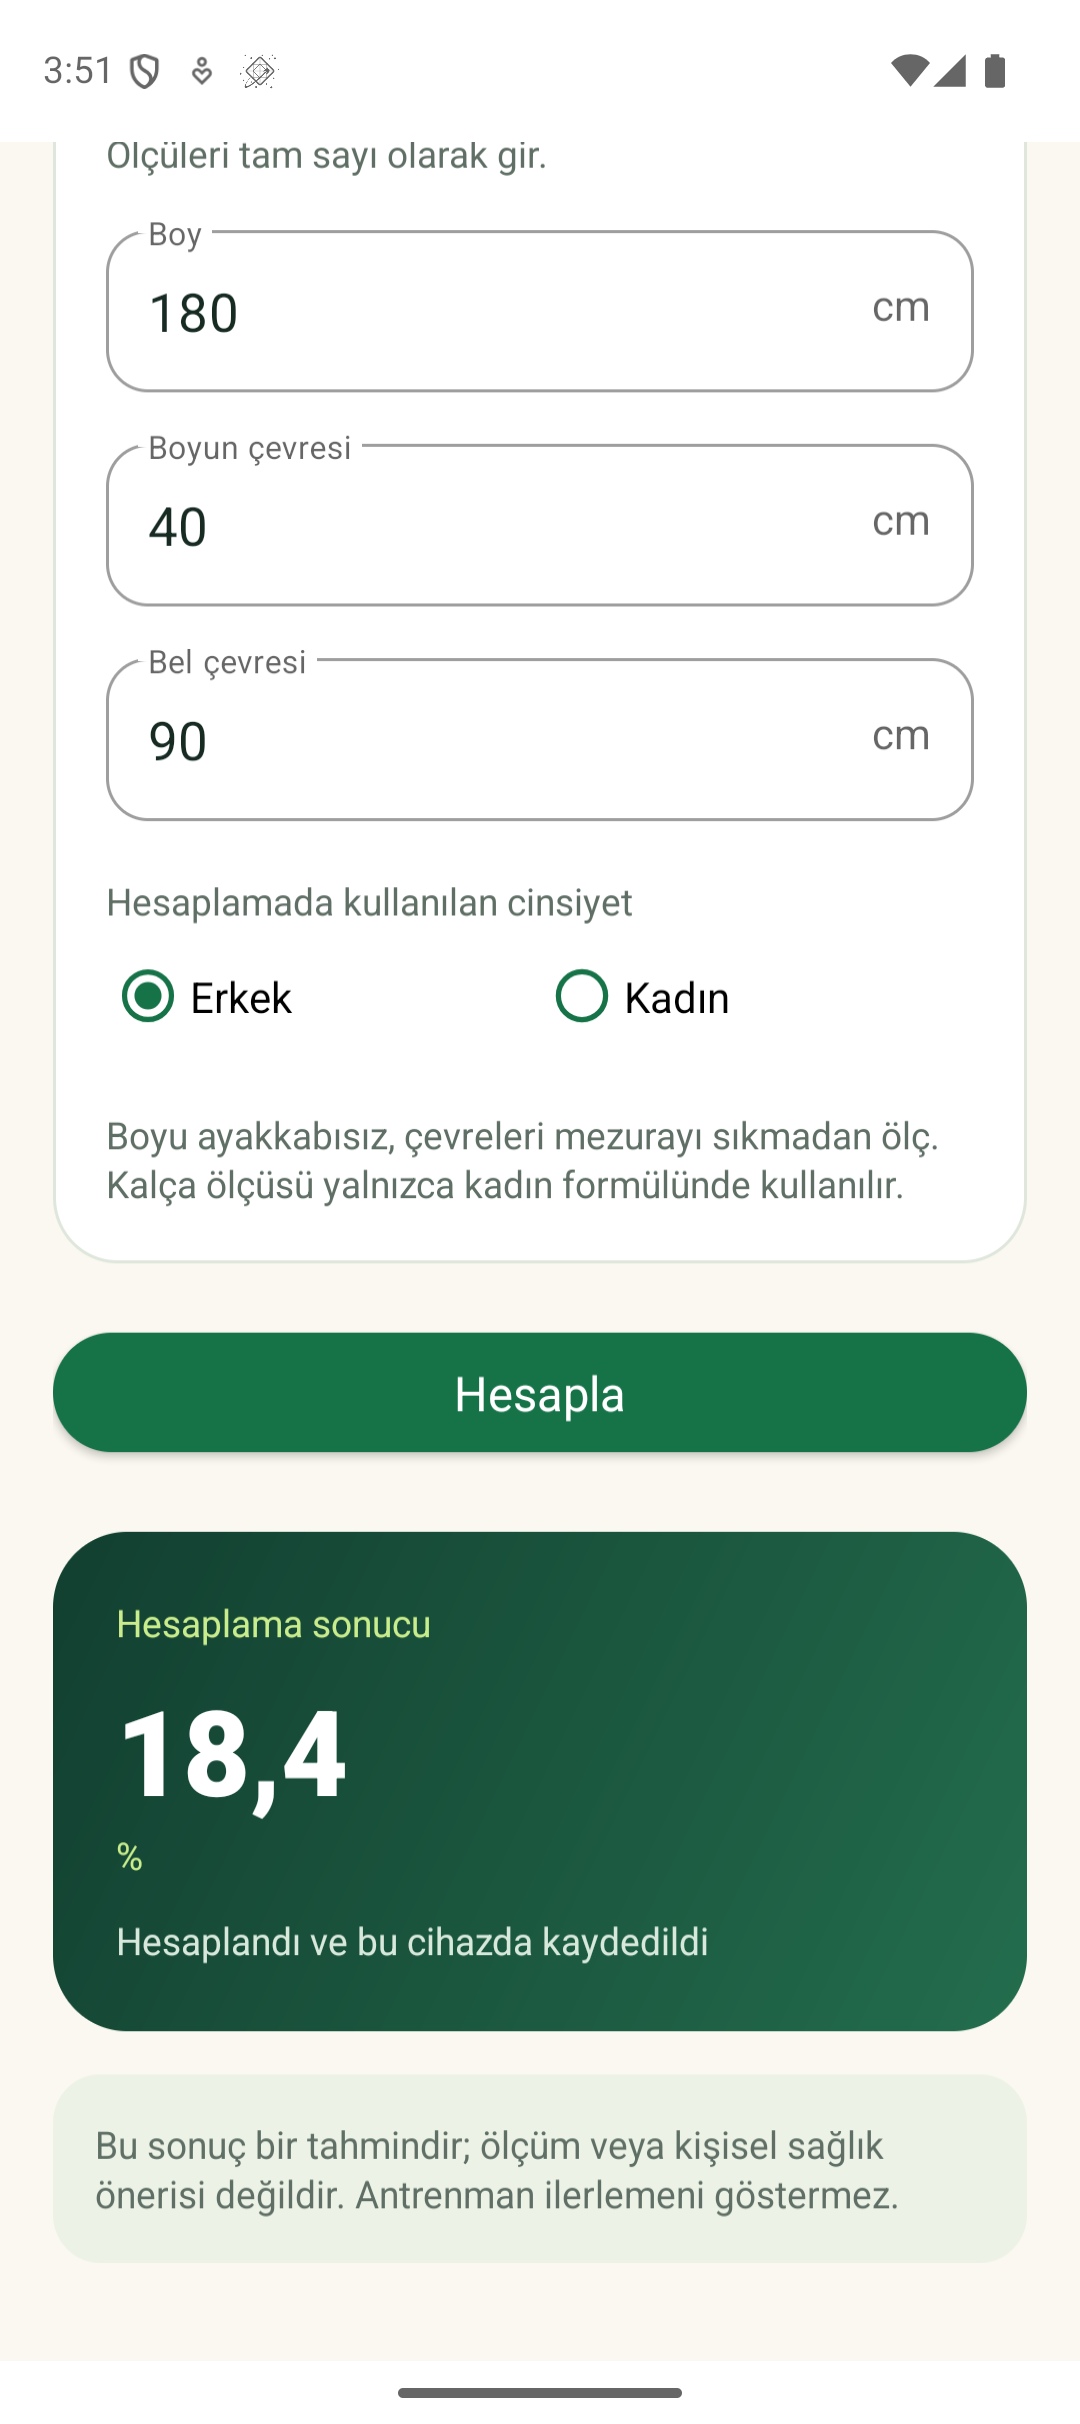 3:51
Ölçüleri tam sayı olarak gir.
Boy
180
cm
Boyun çevresi
40
cm
Bel çevresi
90
cm
Hesaplamada kullanılan cinsiyet
Erkek
Kadın
Boyu ayakkabısız, çevreleri mezurayı sıkmadan ölç.
Kalça ölçüsü yalnızca kadın formülünde kullanılır.
Hesapla
Hesaplama sonucu
18,4
%
Hesaplandı ve bu cihazda kaydedildi
Bu sonuç bir tahmindir; ölçüm veya kişisel sağlık
önerisi değildir. Antrenman ilerlemeni göstermez.